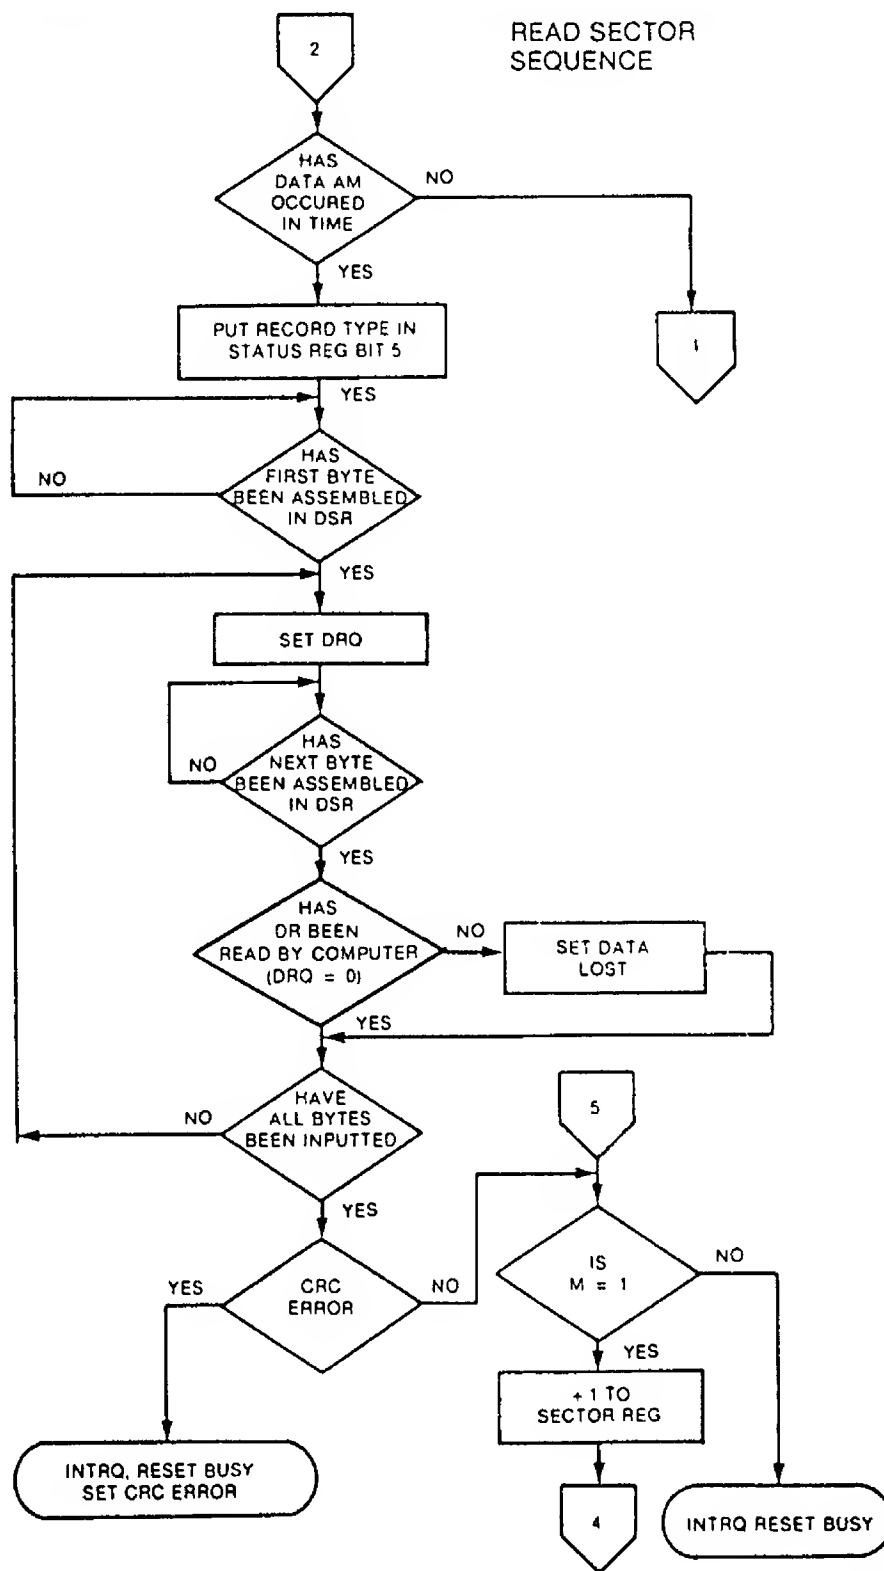 READ SECTOR
SEQUENCE
2
HAS
DATA AM
OCCURED
IN TIME
NO
YES
PUT RECORD TYPE IN
STATUS REG BIT 5
1
YES
HAS
FIRST BYTE
BEEN ASSEMBLED
IN DSR
NO
YES
SET DRQ
HAS
NEXT BYTE
BEEN ASSEMBLED
IN DSR
NO
YES
HAS
DR BEEN
READ BY COMPUTER
(DRQ = 0)
NO
SET DATA
LOST
YES
HAVE
ALL BYTES
BEEN INPUTTED
NO
5
YES
CRC
ERROR
YES
NO
IS
M = 1
NO
YES
+ 1 TO
SECTOR REG
INTRQ, RESET BUSY
SET CRC ERROR
4
INTRQ RESET BUSY